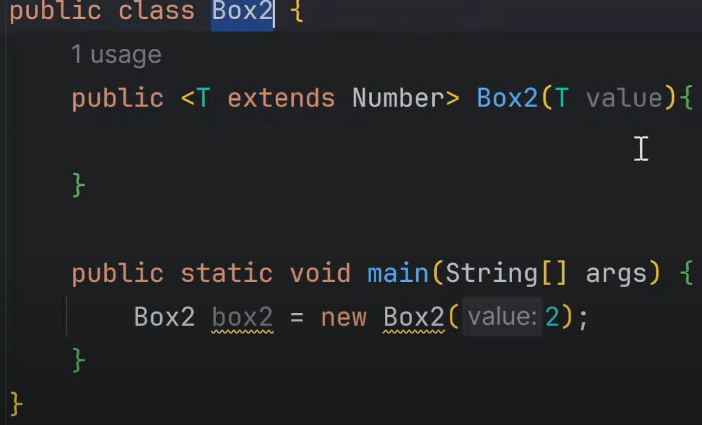 public class Box2 {
1 usage
public <T extends Number> Box2(T value){
}
public static void main(String[] args) {
Box2 box2 = new Box2( value: 2);
}
}